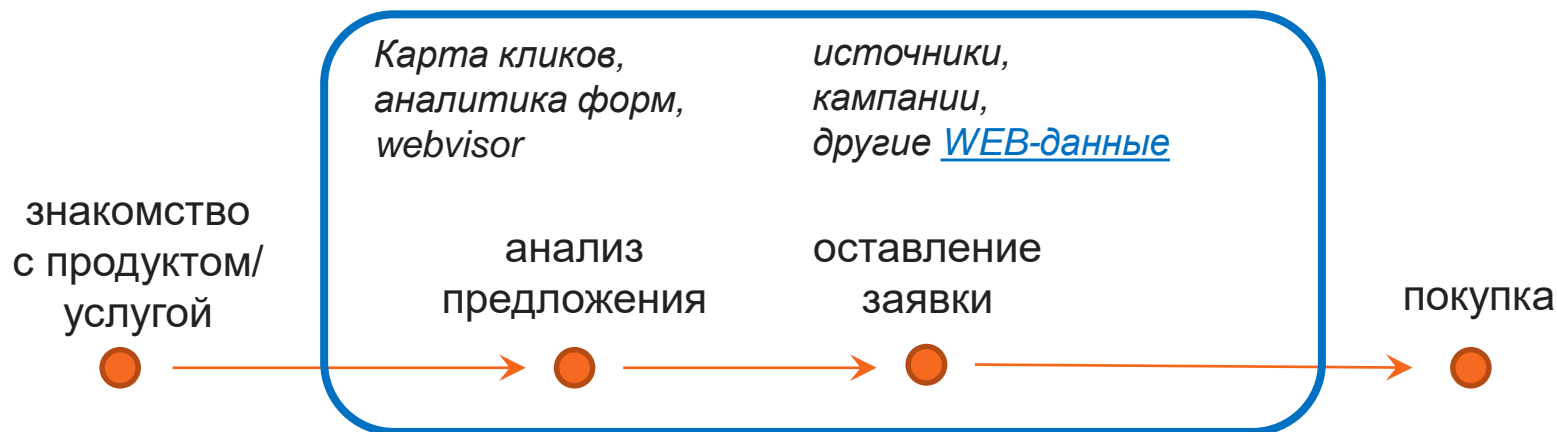 Карта кликов,
аналитика форм,
webvisor
источники,
кампании,
другие WEB-данные
знакомство
с продуктом/
услугой
анализ
предложения
оставление
заявки
покупка